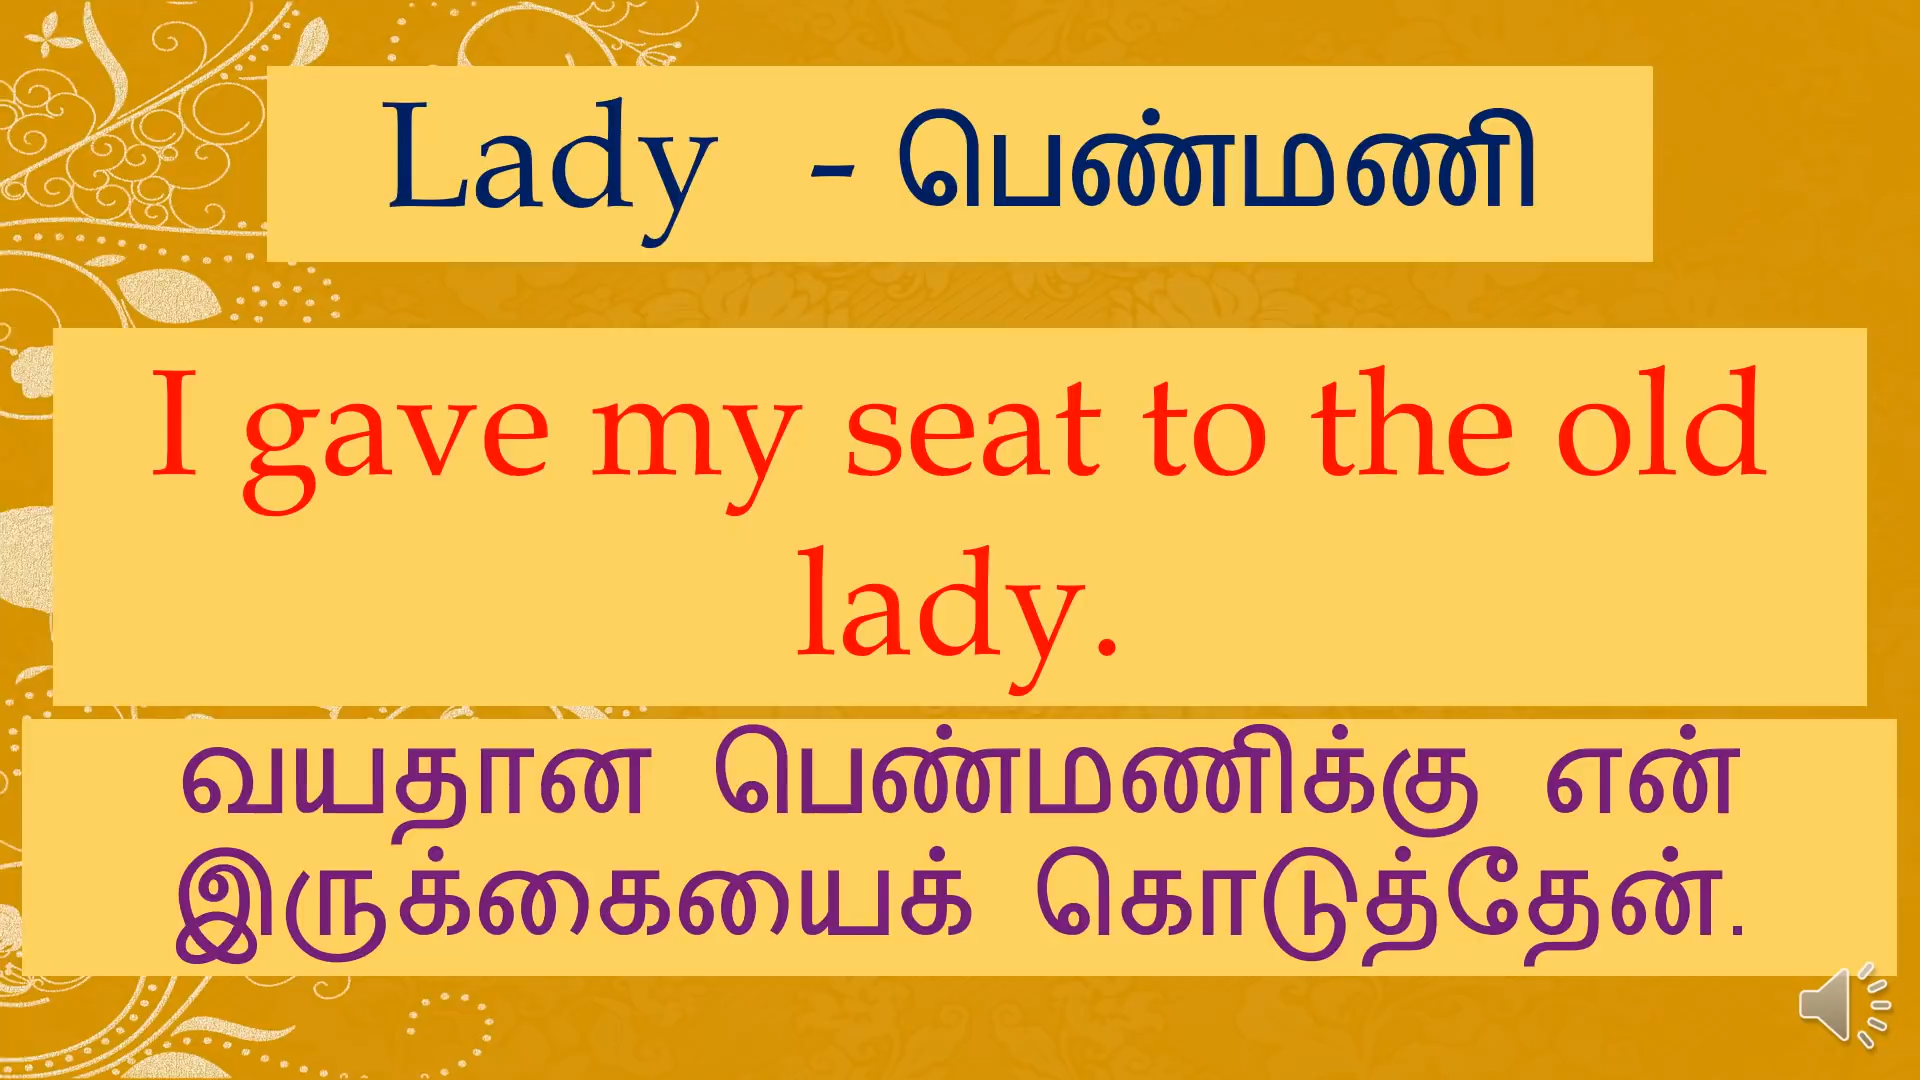 Lady - பெண்மணி
I gave my seat to the old
lady.
வயதான பெண்மணிக்கு என்
இருக்கையைக் கொடுத்தேன்.